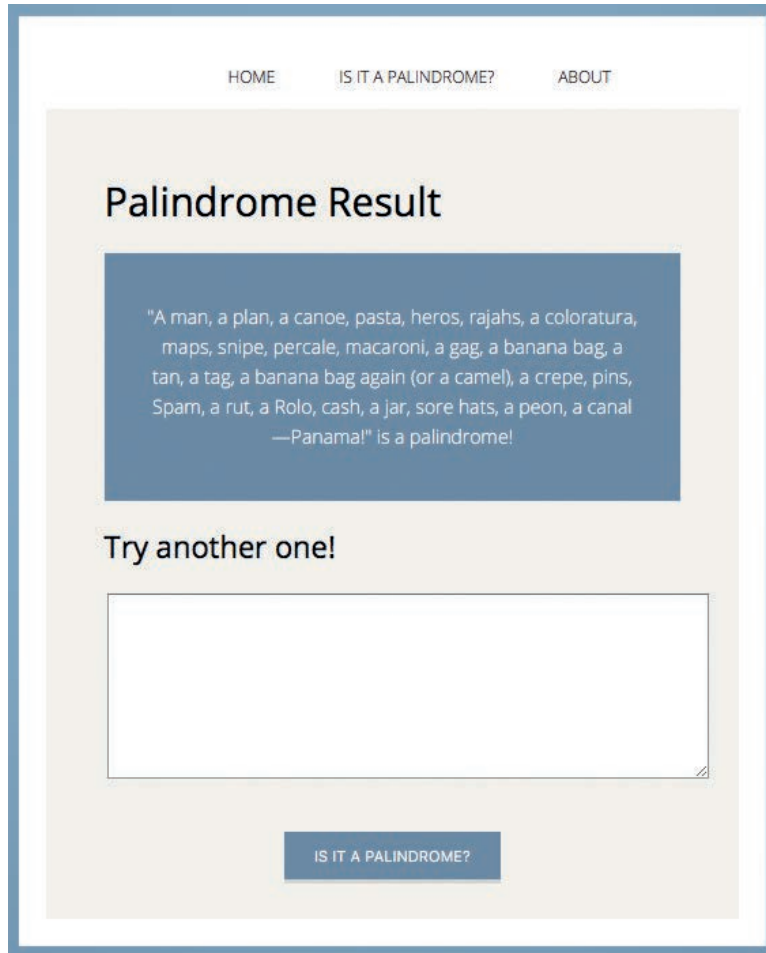 HOME IS IT A PALINDROME? ABOUT
Palindrome Result
"A man, a plan, a canoe, pasta, heros, rajahs, a coloratura,
maps, snipe, percale, macaroni, a gag, a banana bag, a
tan, a tag, a banana bag again (or a camel), a crepe, pins,
Spam, a rut, a Rolo, cash, a jar, sore hats, a peon, a canal
—Panama!" is a palindrome!
Try another one!
IS IT A PALINDROME?